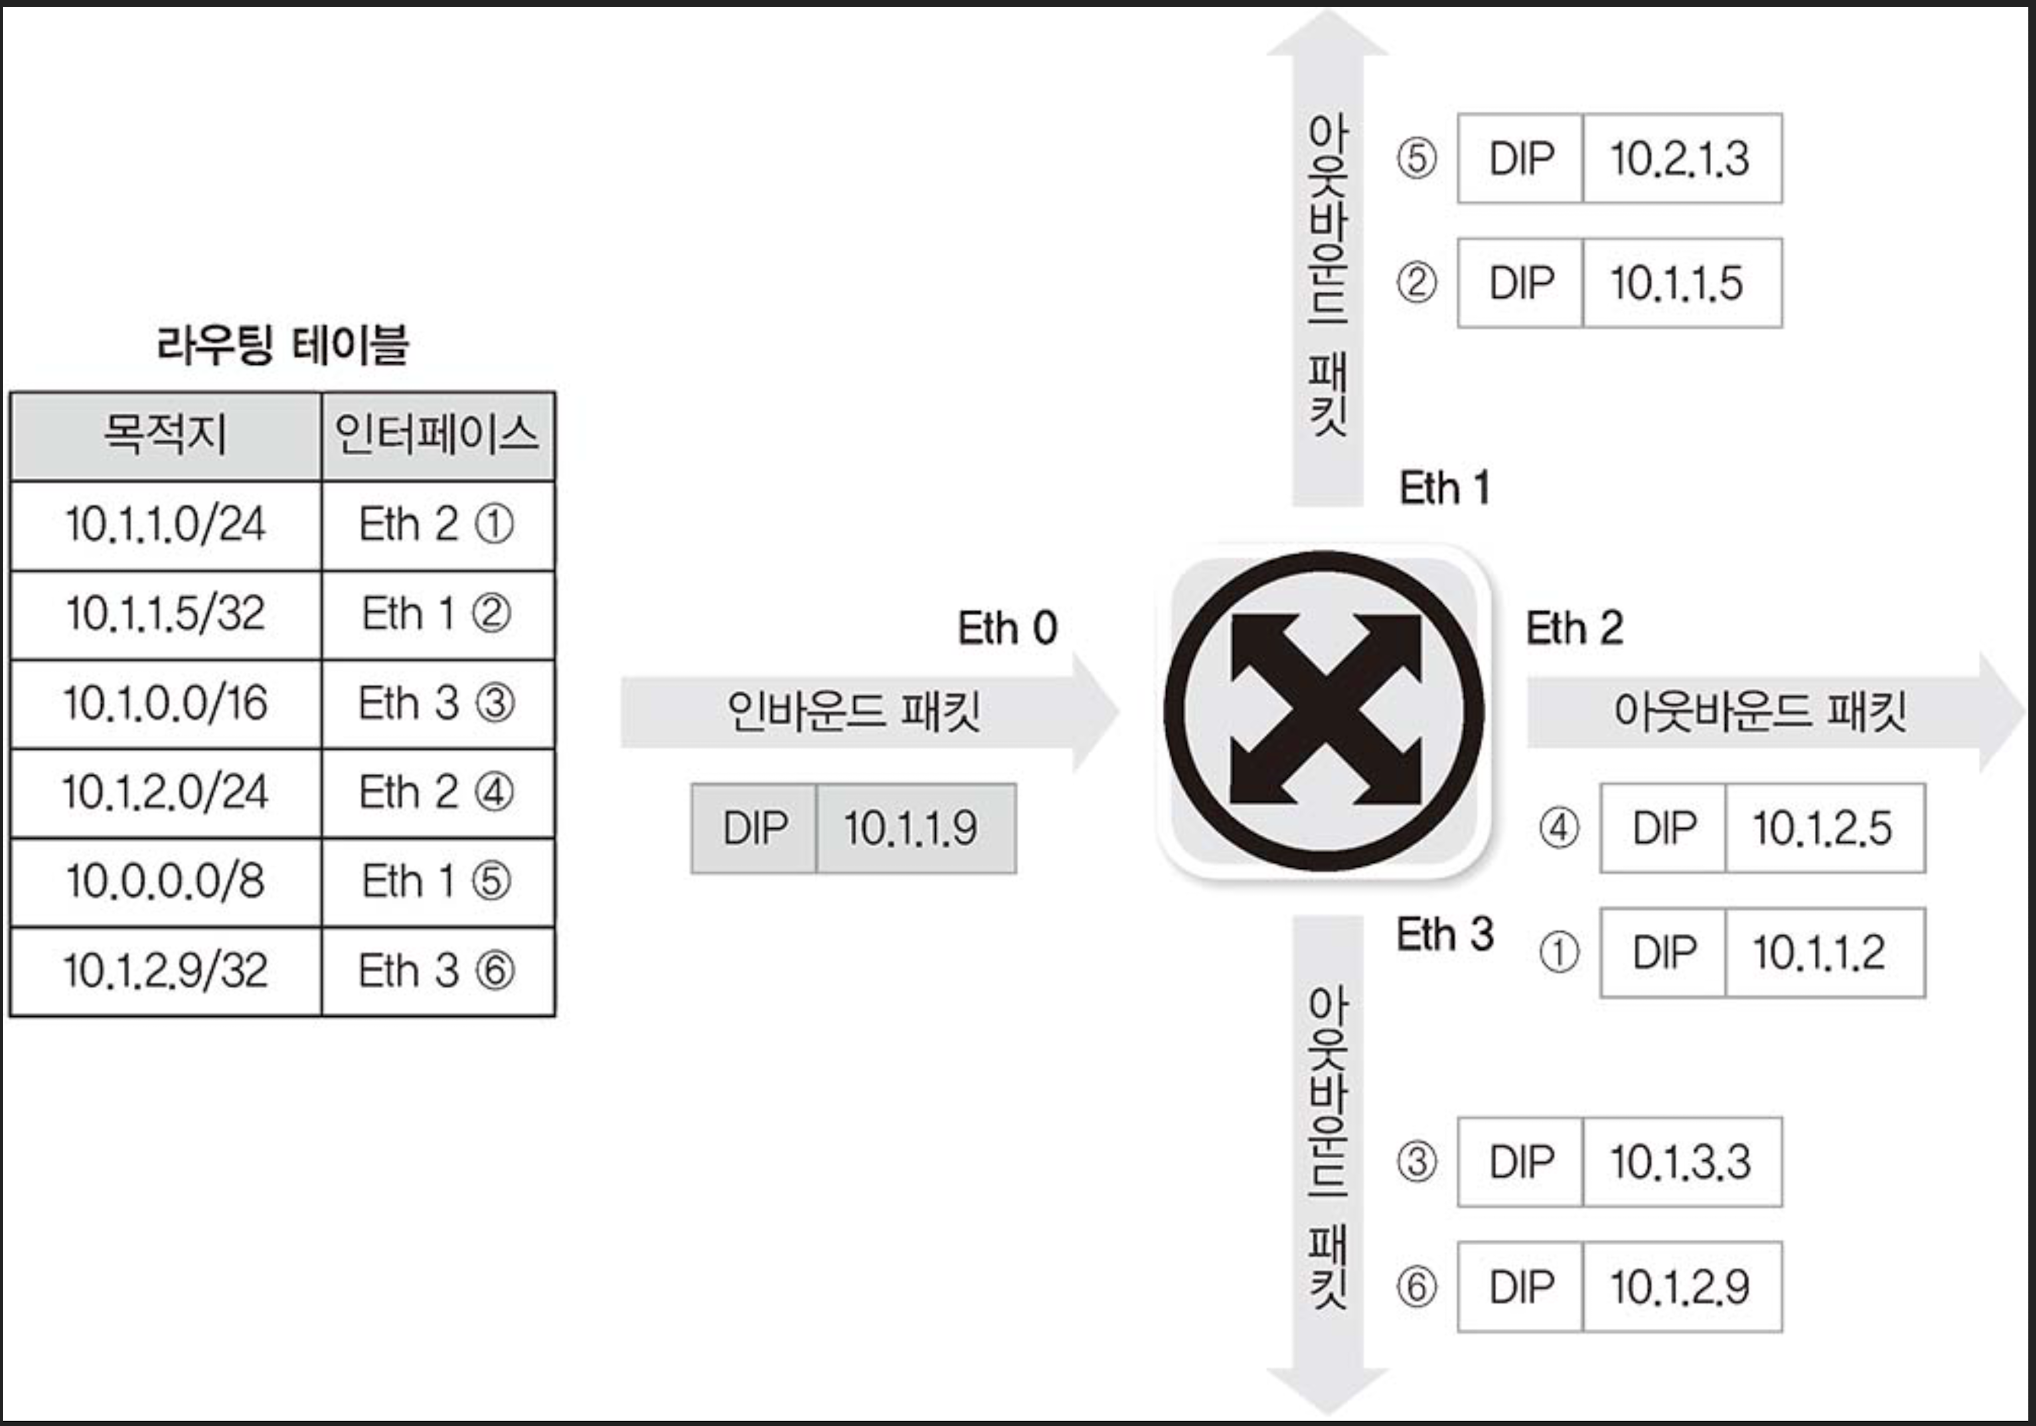 라우팅 테이블
목적지 인터페이스
10.1.1.0/24 Eth 2 ①
10.1.1.5/32 Eth 1 ②
10.1.0.0/16 Eth 3 ③
10.1.2.0/24 Eth 2 ④
10.0.0.0/8 Eth 1 ⑤
10.1.2.9/32 Eth 3 ⑥
Eth 0
인바운드 패킷
DIP 10.1.1.9
아웃바운드 패킷
⑤ DIP 10.2.1.3
② DIP 10.1.1.5
Eth 1
Eth 2
아웃바운드 패킷
④ DIP 10.1.2.5
① DIP 10.1.1.2
Eth 3
아웃바운드 패킷
③ DIP 10.1.3.3
⑥ DIP 10.1.2.9